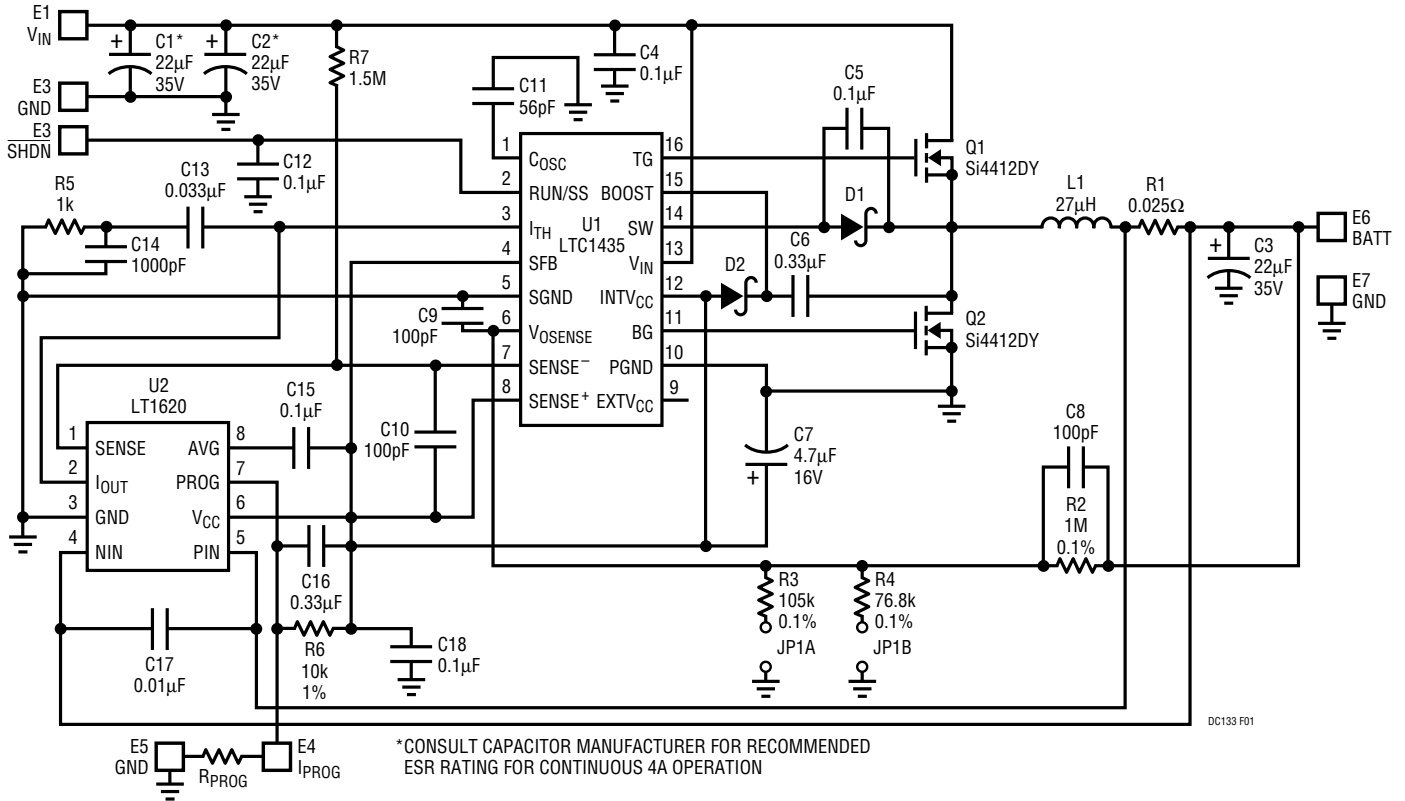 E1
VIN
C1*
22µF
35V
C2*
22µF
35V
R7
1.5M
C4
0.1µF
C5
0.1µF
E3
GND
E3
SHDN
C11
56pF
C12
0.1µF
R5
1k
C13
0.033µF
C14
1000pF
1
COSC
2
RUN/SS
3
ITH
4
SFB
5
SGND
6
VOSENSE
7
SENSE−
8
SENSE+
U1
LTC1435
16
TG
15
BOOST
14
SW
13
VIN
12
INTVCC
11
BG
10
PGND
9
EXTVCC
Q1
Si4412DY
D1
D2
C6
0.33µF
L1
27µH
R1
0.025Ω
E6
BATT
C3
22µF
35V
E7
GND
Q2
Si4412DY
C9
100pF
C10
100pF
C7
4.7µF
16V
C8
100pF
R2
1M
0.1%
U2
LT1620
1
SENSE
2
IOUT
3
GND
4
NIN
8
AVG
7
PROG
6
VCC
5
PIN
C15
0.1µF
C16
0.33µF
R6
10k
1%
C17
0.01µF
C18
0.1µF
R3
105k
0.1%
JP1A
R4
76.8k
0.1%
JP1B
DC133 F01
E5
GND
RPROG
E4
IPROG
*CONSULT CAPACITOR MANUFACTURER FOR RECOMMENDED
ESR RATING FOR CONTINUOUS 4A OPERATION